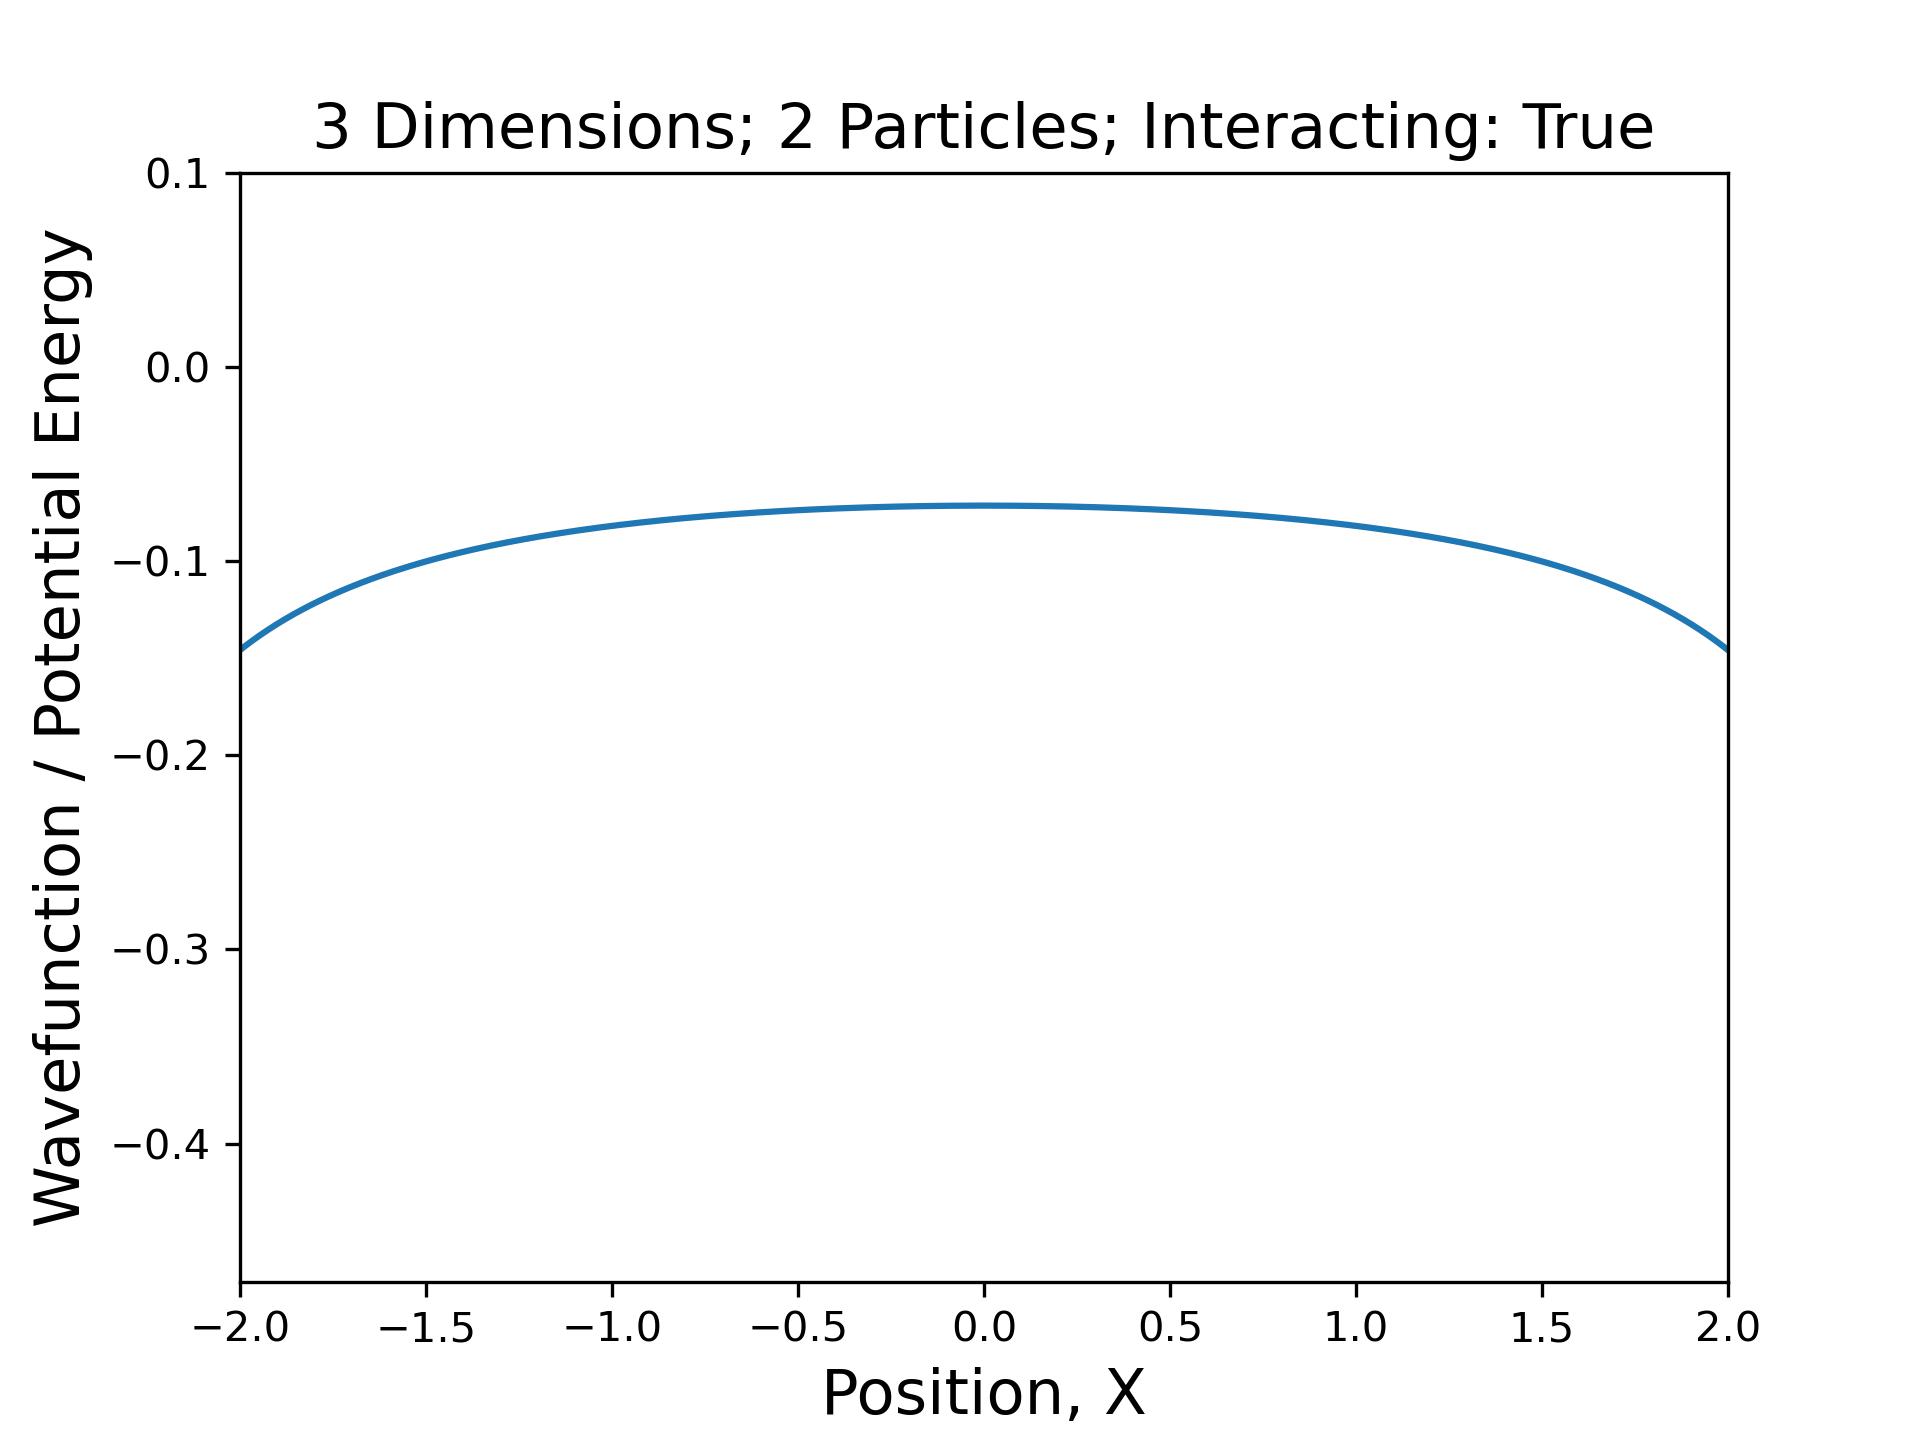 3 Dimensions; 2 Particles; Interacting: True
Wavefunction / Potential Energy
0.1
0.0
−0.1
−0.2
−0.3
−0.4
−2.0 −1.5 −1.0 −0.5 0.0 0.5 1.0 1.5 2.0
Position, X